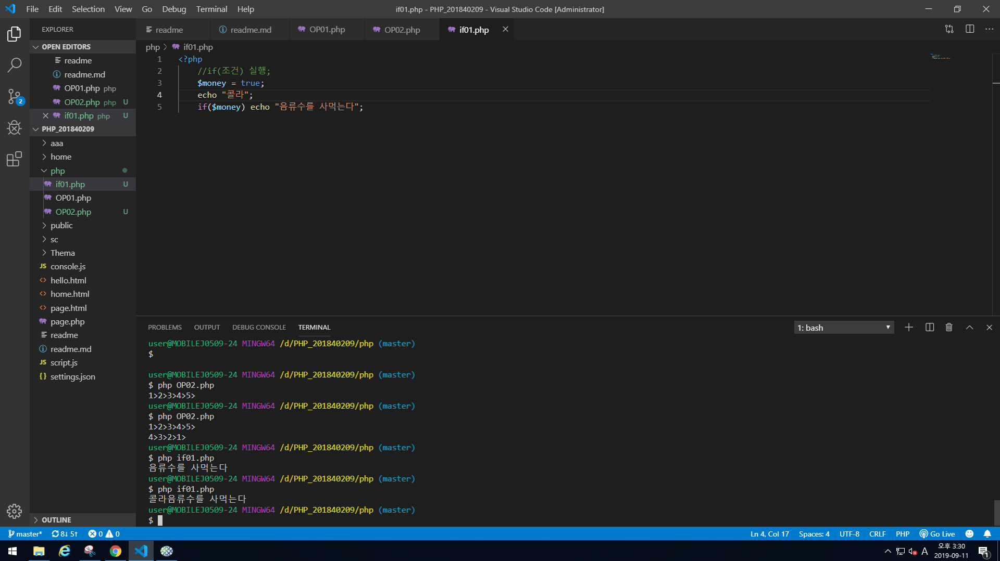 File Edit Selection View Go Debug Terminal Help
if01.php - PHP_201840209 - Visual Studio Code [Administrator]
EXPLORER
readme
readme.md
OP01.php
OP02.php
if01.php
OPEN EDITORS
readme
readme.md
OP01.php php
OP02.php php U
if01.php php U
PHP_201840209
aaa
home
php
if01.php U
OP01.php
OP02.php U
public
sc
Thema
JS console.js
hello.html
home.html
page.html
page.php
readme
readme.md
JS script.js
{} settings.json
OUTLINE
2
php > if01.php
1 <?php
2 //if(조건) 실행;
3 $money = true;
4 echo "콜라";
5 if($money) echo "음류수를 사먹는다";
PROBLEMS OUTPUT DEBUG CONSOLE TERMINAL
1: bash
user@MOBILEJ0509-24 MINGW64 /d/PHP_201840209/php (master)
$
user@MOBILEJ0509-24 MINGW64 /d/PHP_201840209/php (master)
$ php OP02.php
1>2>3>4>5>
user@MOBILEJ0509-24 MINGW64 /d/PHP_201840209/php (master)
$ php OP02.php
1>2>3>4>5>
4>3>2>1>
user@MOBILEJ0509-24 MINGW64 /d/PHP_201840209/php (master)
$ php if01.php
음류수를 사먹는다
user@MOBILEJ0509-24 MINGW64 /d/PHP_201840209/php (master)
$ php if01.php
콜라음류수를 사먹는다
user@MOBILEJ0509-24 MINGW64 /d/PHP_201840209/php (master)
$
master* 8↓ 5↑ 0 0
Ln 4, Col 17 Spaces: 4 UTF-8 CRLF PHP Go Live
A
오후 3:30
2019-09-11
1